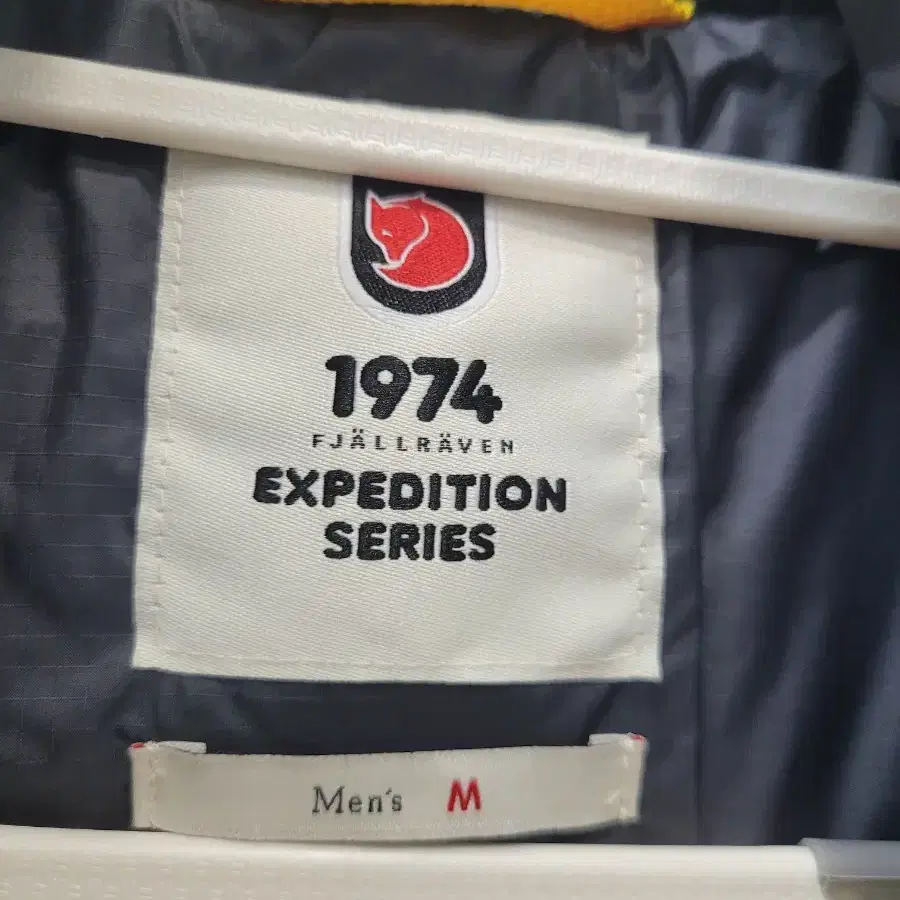 1974
FJÄLLRÄVEN
EXPEDITION
SERIES
Men's M